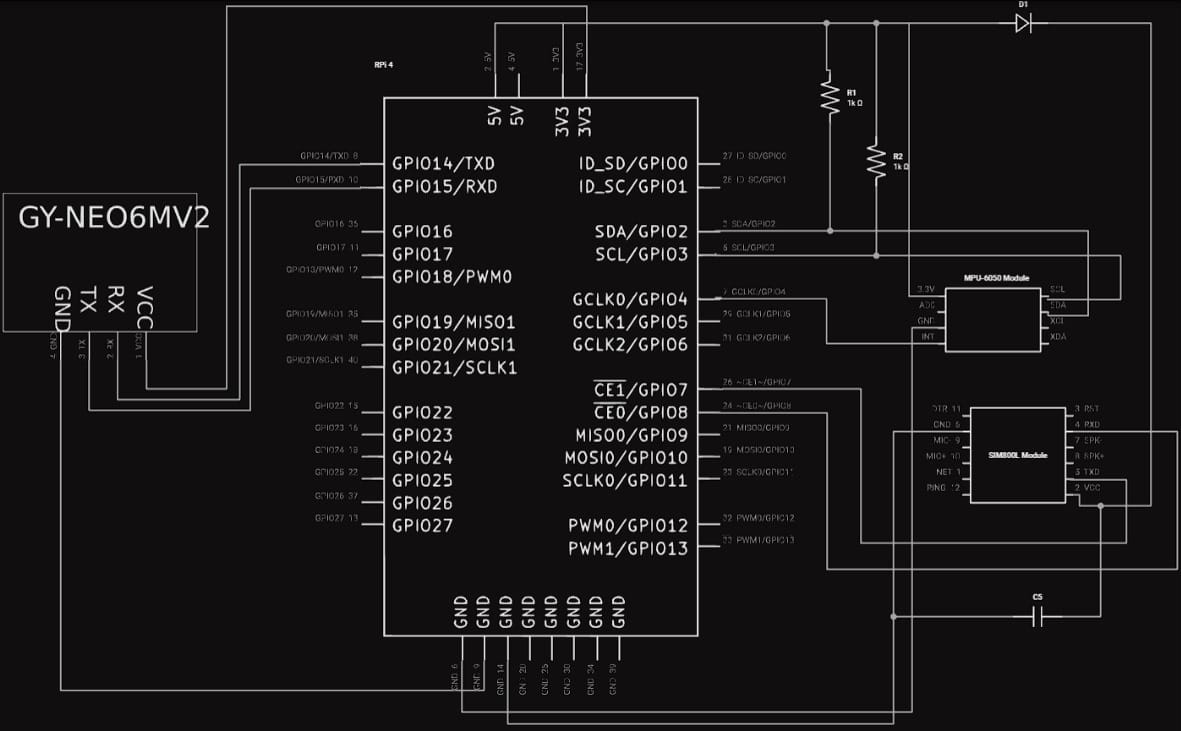 D1
RPi 4
2 5V
4 5V
1 3V3
17 3V3
5V
5V
3V3
3V3
R1
1k Ω
R2
1k Ω
GPIO14/TXD 8
GPIO14/TXD
ID_SD/GPIO0
27 ID SD/GPIO0
GPIO15/RXD 10
GPIO15/RXD
ID_SC/GPIO1
28 ID SC/GPIO1
GY-NEO6MV2
GND
TX
RX
VCC
4 GND
3 TX
2 RX
GPIO16 36
GPIO16
SDA/GPIO2
3 SDA/GPIO2
GPIO17 11
GPIO17
SCL/GPIO3
5 SCL/GPIO3
GPIO18/PWM0 12
GPIO18/PWM0
GCLK0/GPIO4
7 GCLK0/GPIO4
GPIO19/MISO1 35
GPIO19/MISO1
GCLK1/GPIO5
29 GCLK1/GPIO5
GPIO20/MOSI1 38
GPIO20/MOSI1
GCLK2/GPIO6
31 GCLK2/GPIO6
GPIO21/SCLK1 40
GPIO21/SCLK1
MPU-6050 Module
3.3V
SCL
SDA
GND
XCL
INT
XDA
CE1/GPIO7
26 ~CE1~/GPIO7
GPIO22 15
GPIO22
CE0/GPIO8
24 ~CE0~/GPIO8
GPIO23 16
GPIO23
MISO0/GPIO9
21 MISO0/GPIO9
GPIO24 18
GPIO24
MOSI0/GPIO10
19 MOSI0/GPIO10
GPIO25 22
GPIO25
SCLK0/GPIO11
23 SCLK0/GPIO11
GPIO26 37
GPIO26
GPIO27 13
GPIO27
PWM0/GPIO12
32 PWM0/GPIO12
PWM1/GPIO13
33 PWM1/GPIO13
DTR 11
3 RST
GND 6
4 RXD
MIC- 9
7 SPK-
MIC+ 10
SIM800L Module
8 SPK+
NET 1
5 TXD
RING 12
2 VCC
C5
GND
GND
GND
GND
GND
GND
GND
GND
GND 6
GND 9
GND 14
GND 20
GND 25
GND 30
GND 34
GND 39